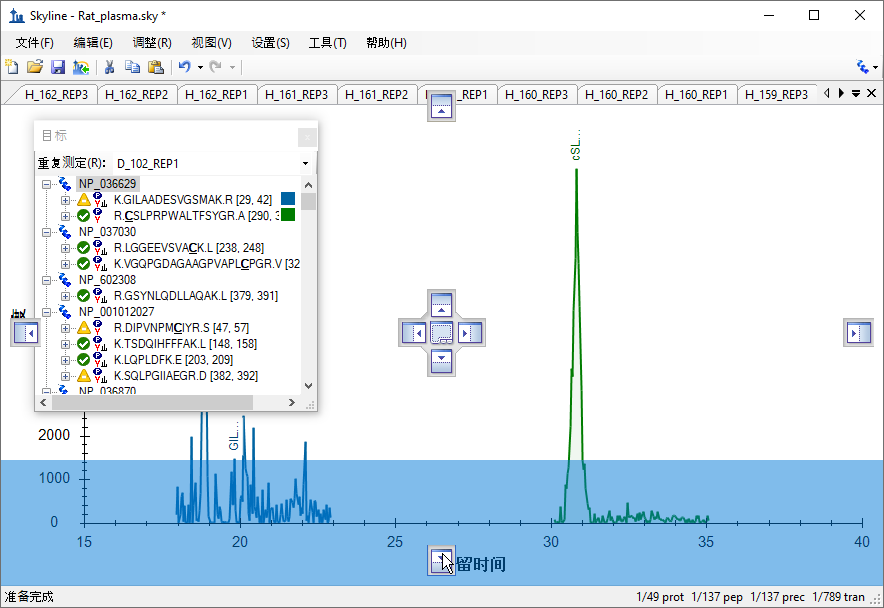 Skyline - Rat_plasma.sky *
文件(F) 编辑(E) 调整(R) 视图(V) 设置(S) 工具(T) 帮助(H)
H_162_REP3 H_162_REP2 H_162_REP1 H_161_REP3 H_161_REP2 _REP1 H_160_REP3 H_160_REP2 H_160_REP1 H_159_REP3
目标
重复测定(R): D_102_REP1
NP_036629
K.GILAADESVGSMAK.R [29, 42]
R.CSLPRPWALTFSYGR.A [290, 3
NP_037030
R.LGGEEVSVACK.L [238, 248]
K.VGQPGDAGAAGPVAPLCPGR.V [32
NP_602308
R.GSYNLQDLLAQAK.L [379, 391]
NP_001012027
R.DIPVNPMCIYR.S [47, 57]
K.TSDQIHFFFAK.L [148, 158]
K.LQPLDFK.E [203, 209]
K.SQLPGIIAEGR.D [382, 392]
NP_036870
cSL...
GIL...
2000
1000
0
15 20 25 30 35 40
留时间
准备完成 1/49 prot 1/137 pep 1/137 prec 1/789 tran